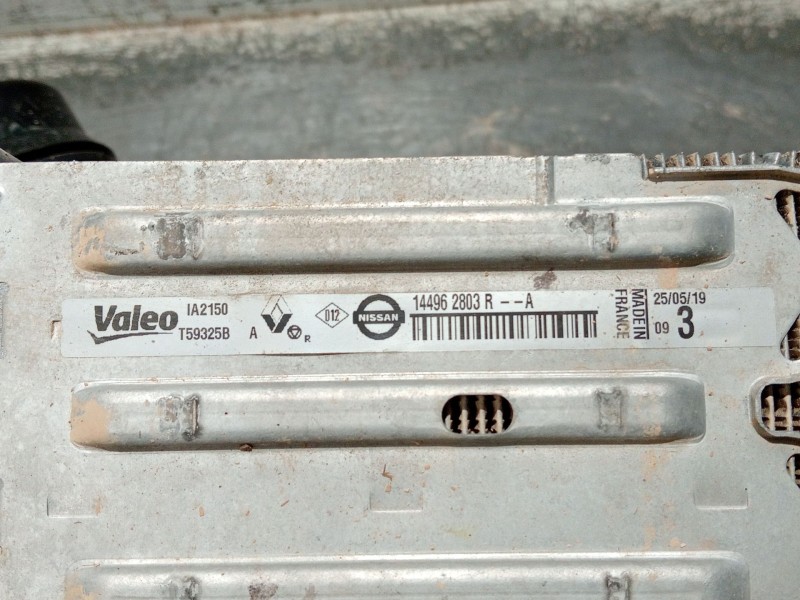 Valeo
IA2150
T59325B
A
R
012
NISSAN
14496 2803 R --A
MADE IN
FRANCE
25/05/19
09 3